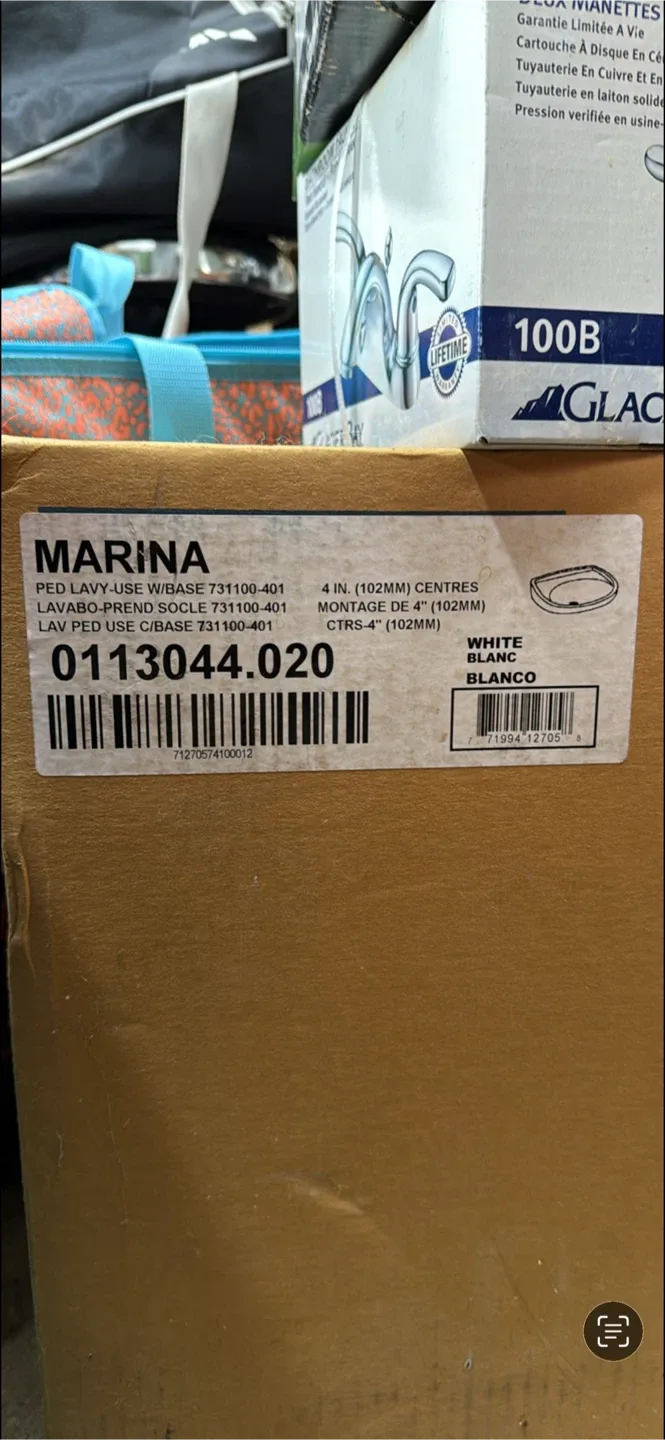 DEUX MANETTES
Garantie Limitée A Vie
Cartouche À Disque En
Tuyauterie En Cuivre Et En
Tuyauterie en laiton solide
Pression verifiée en usine-
LIFETIME
100B
100B
GLAC
MARINA
PED LAVY-USE W/BASE 731100-401 4 IN. (102MM) CENTRES
LAVABO-PREND SOCLE 731100-401 MONTAGE DE 4" (102MM)
LAV PED USE C/BASE 731100-401 CTRS-4" (102MM)
0113044.020
WHITE
BLANC
BLANCO
71270574100012
7 71994 12705 8